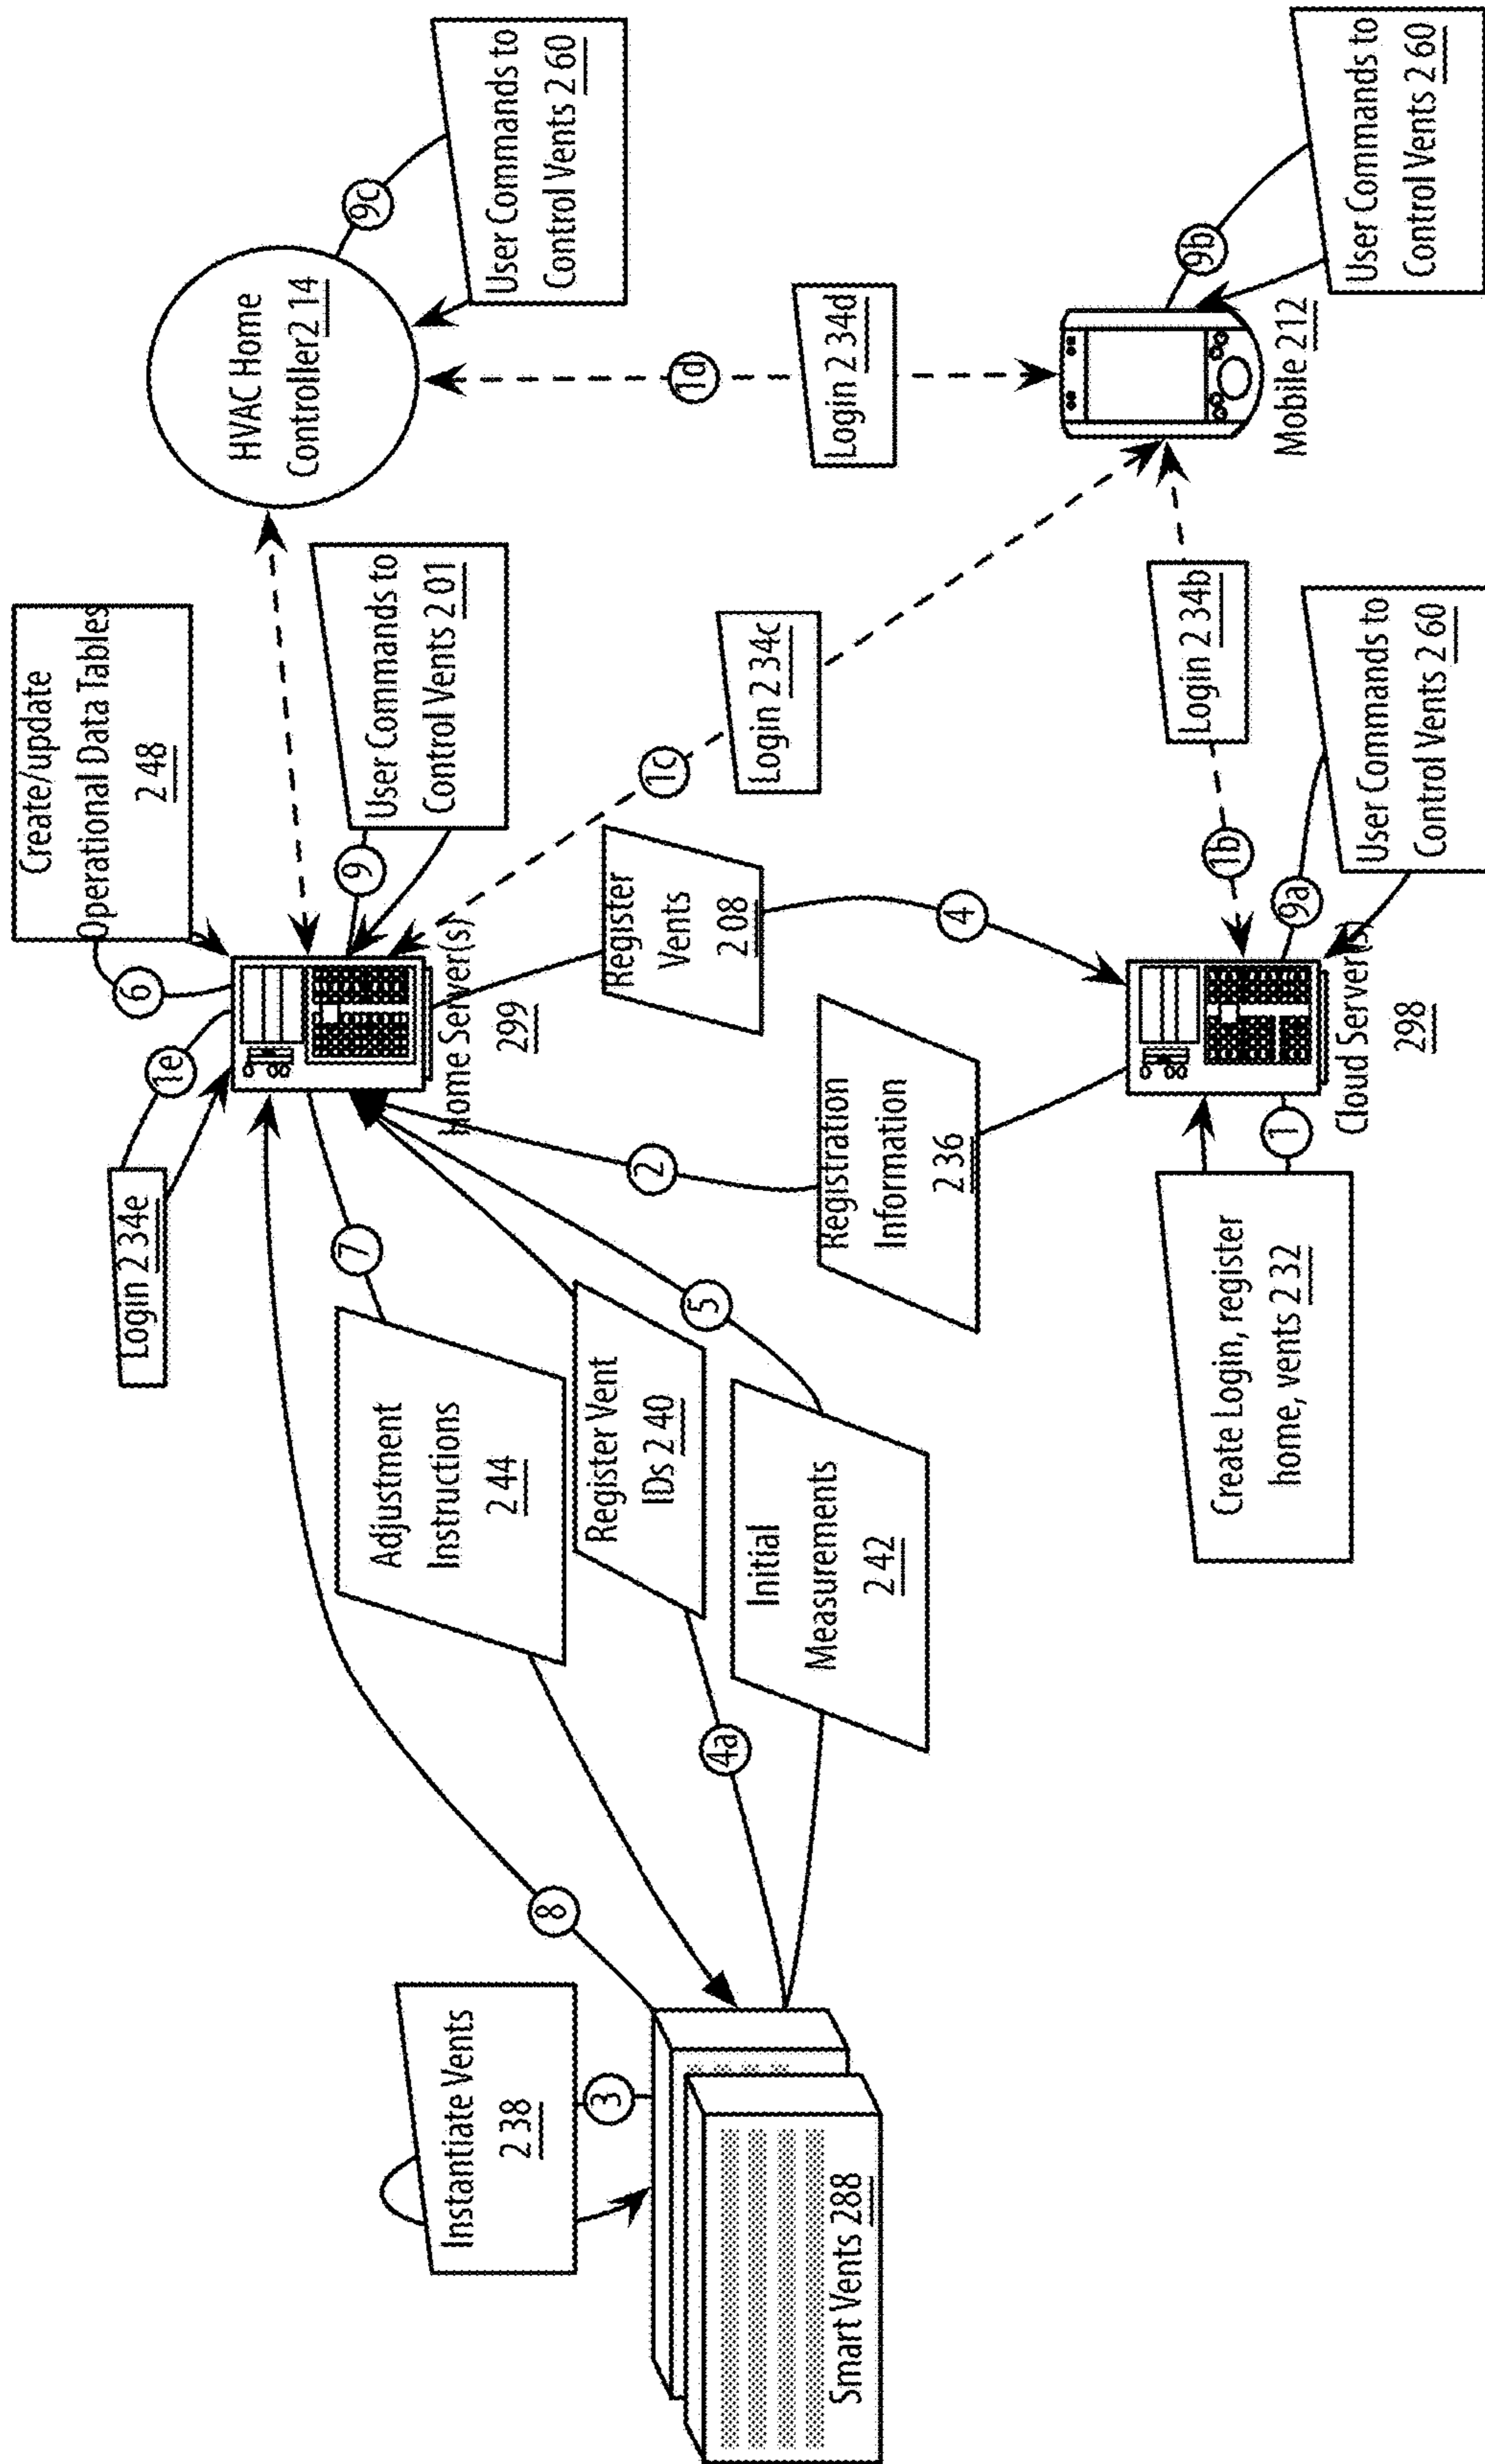 Create/update
Operational Data Tables
2 48
Login 2 34e
1e
6
HVAC Home
Controller2 14
9c
User Commands to
Control Vents 2 60
9
User Commands to
Control Vents 2 01
Home Server(s)
299
7
Adjustment
Instructions
2 44
Instantiate Vents
2 38
3
8
Register Vent
IDs 2 40
Register
Vents
2 08
1c
Login 2 34c
1d
Login 2 34d
2
5
4a
Initial
Measurements
2 42
Smart Vents 288
Registration
Information
2 36
4
Mobile 212
9b
User Commands to
Control Vents 2 60
1b
Login 2 34b
9a
User Commands to
Control Vents 2 60
Cloud Server(s)
298
1
Create Login, register
home, vents 2 32